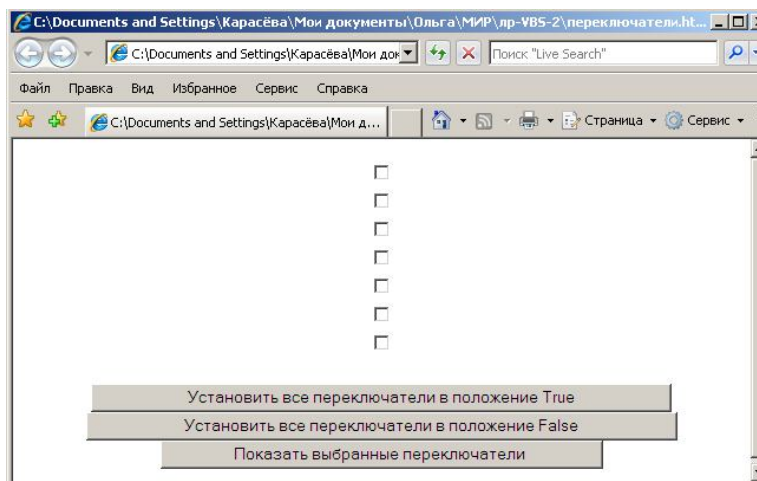 C:\Documents and Settings\Карасёва\Мои документы\Ольга\МИР\лр-VBS-2\переключатели.ht...
C:\Documents and Settings\Карасёва\Мои док
Поиск "Live Search"
Файл Правка Вид Избранное Сервис Справка
C:\Documents and Settings\Карасёва\Мои д...
Страница Сервис
Установить все переключатели в положение True
Установить все переключатели в положение False
Показать выбранные переключатели